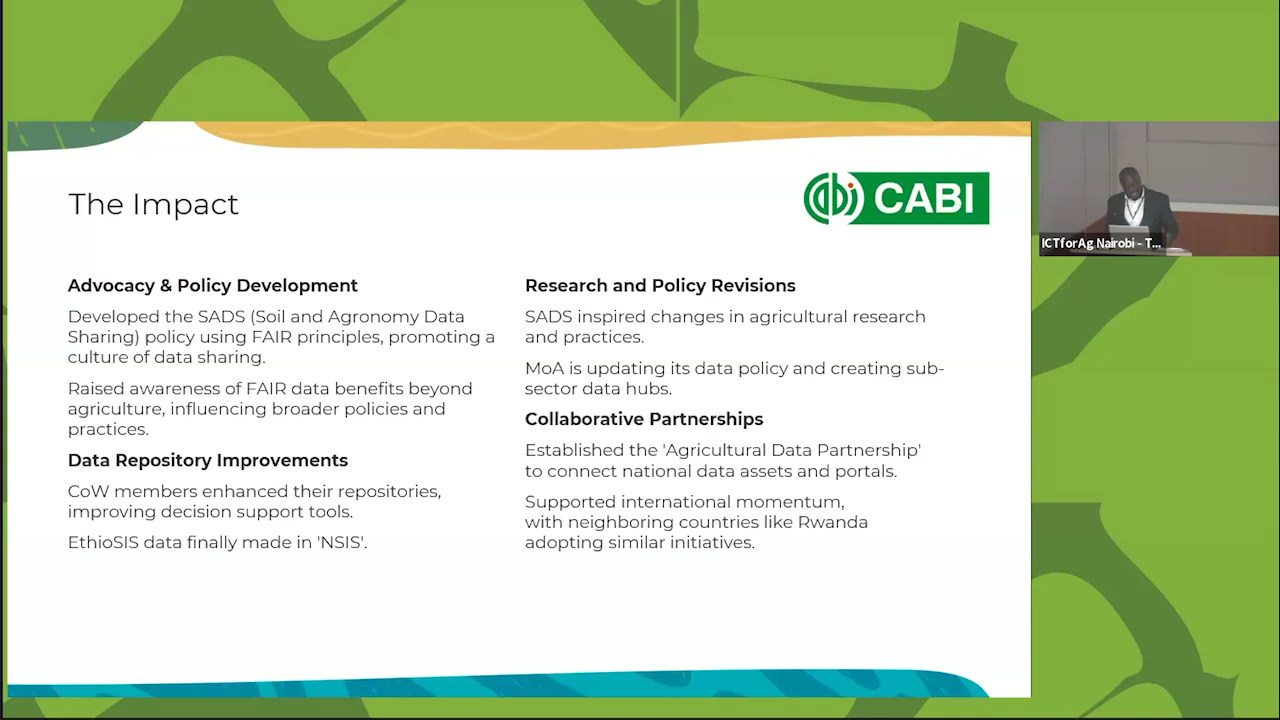 The Impact
CABI
Advocacy & Policy Development
Developed the SADS (Soil and Agronomy Data
Sharing) policy using FAIR principles, promoting a
culture of data sharing.
Raised awareness of FAIR data benefits beyond
agriculture, influencing broader policies and
practices.
Data Repository Improvements
CoW members enhanced their repositories,
improving decision support tools.
EthioSIS data finally made in 'NSIS'.
Research and Policy Revisions
SADS inspired changes in agricultural research
and practices.
MoA is updating its data policy and creating sub-
sector data hubs.
Collaborative Partnerships
Established the 'Agricultural Data Partnership'
to connect national data assets and portals.
Supported international momentum,
with neighboring countries like Rwanda
adopting similar initiatives.
ICTforAg Nairobi - T...